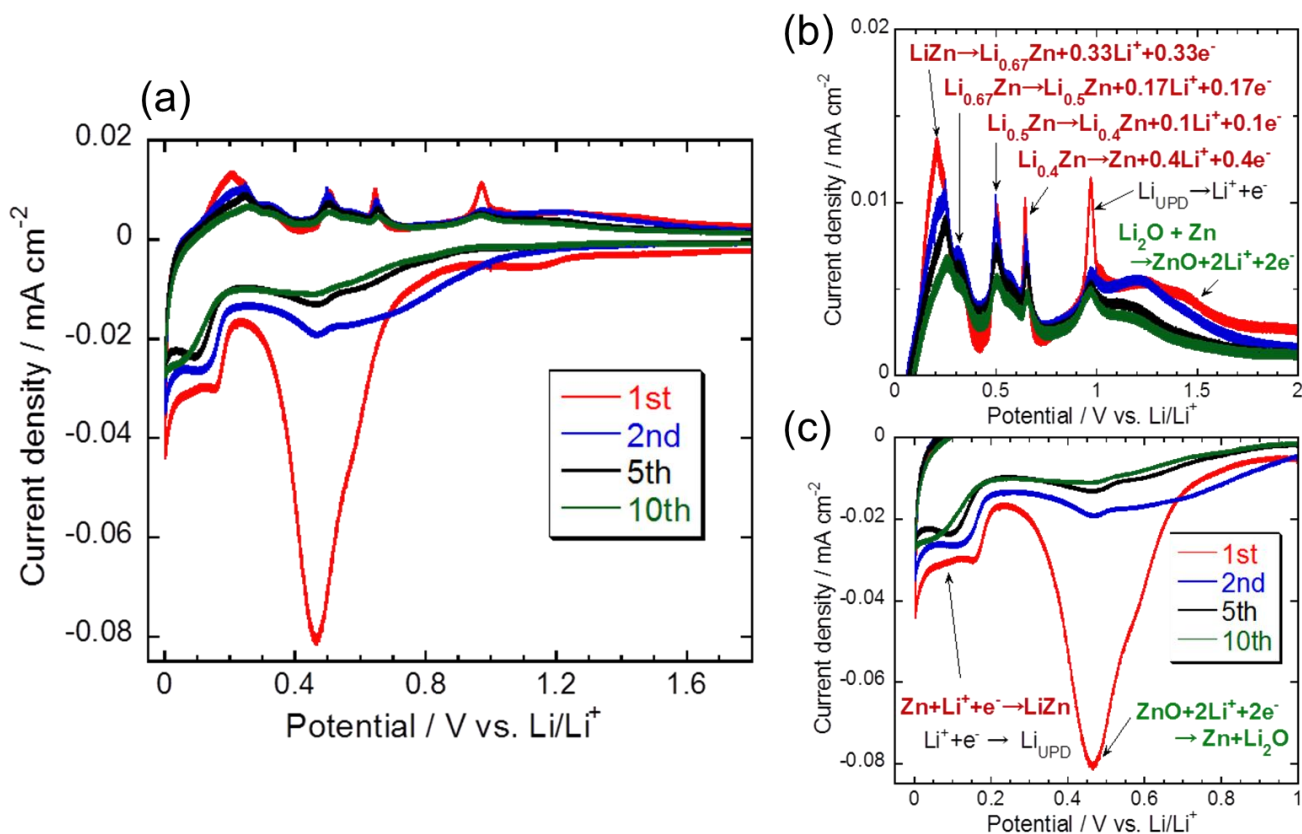 (a)
0.02
0
-0.02
-0.04
-0.06
-0.08
Current density / mA cm⁻²
0 0.4 0.8 1.2 1.6
Potential / V vs. Li/Li⁺
1st
2nd
5th
10th
(b)
0.02
0.01
0
Current density / mA cm⁻²
LiZn→Li₀.₆₇Zn+0.33Li⁺+0.33e⁻
Li₀.₆₇Zn→Li₀.₅Zn+0.17Li⁺+0.17e⁻
Li₀.₅Zn→Li₀.₄Zn+0.1Li⁺+0.1e⁻
Li₀.₄Zn→Zn+0.4Li⁺+0.4e⁻
Li_UPD →Li⁺+e⁻
Li₂O + Zn
→ZnO+2Li⁺+2e⁻
0 0.5 1 1.5 2
Potential / V vs. Li/Li⁺
(c)
0
-0.02
-0.04
-0.06
-0.08
Current density / mA cm⁻²
1st
2nd
5th
10th
Zn+Li⁺+e⁻→LiZn
Li⁺+e⁻ → Li_UPD
ZnO+2Li⁺+2e⁻
→ Zn+Li₂O
0 0.2 0.4 0.6 0.8 1
Potential / V vs. Li/Li⁺